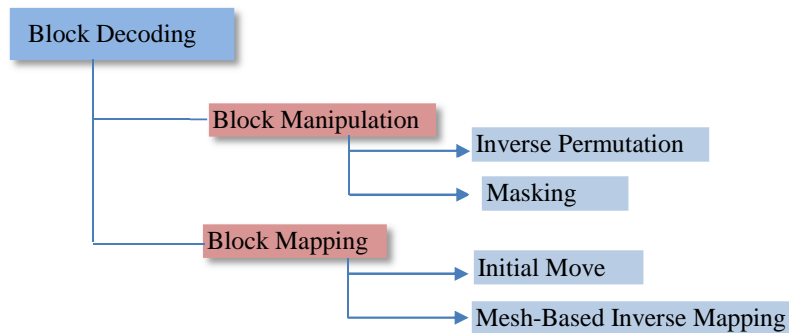 Block Decoding
Block Manipulation
Inverse Permutation
Masking
Block Mapping
Initial Move
Mesh-Based Inverse Mapping